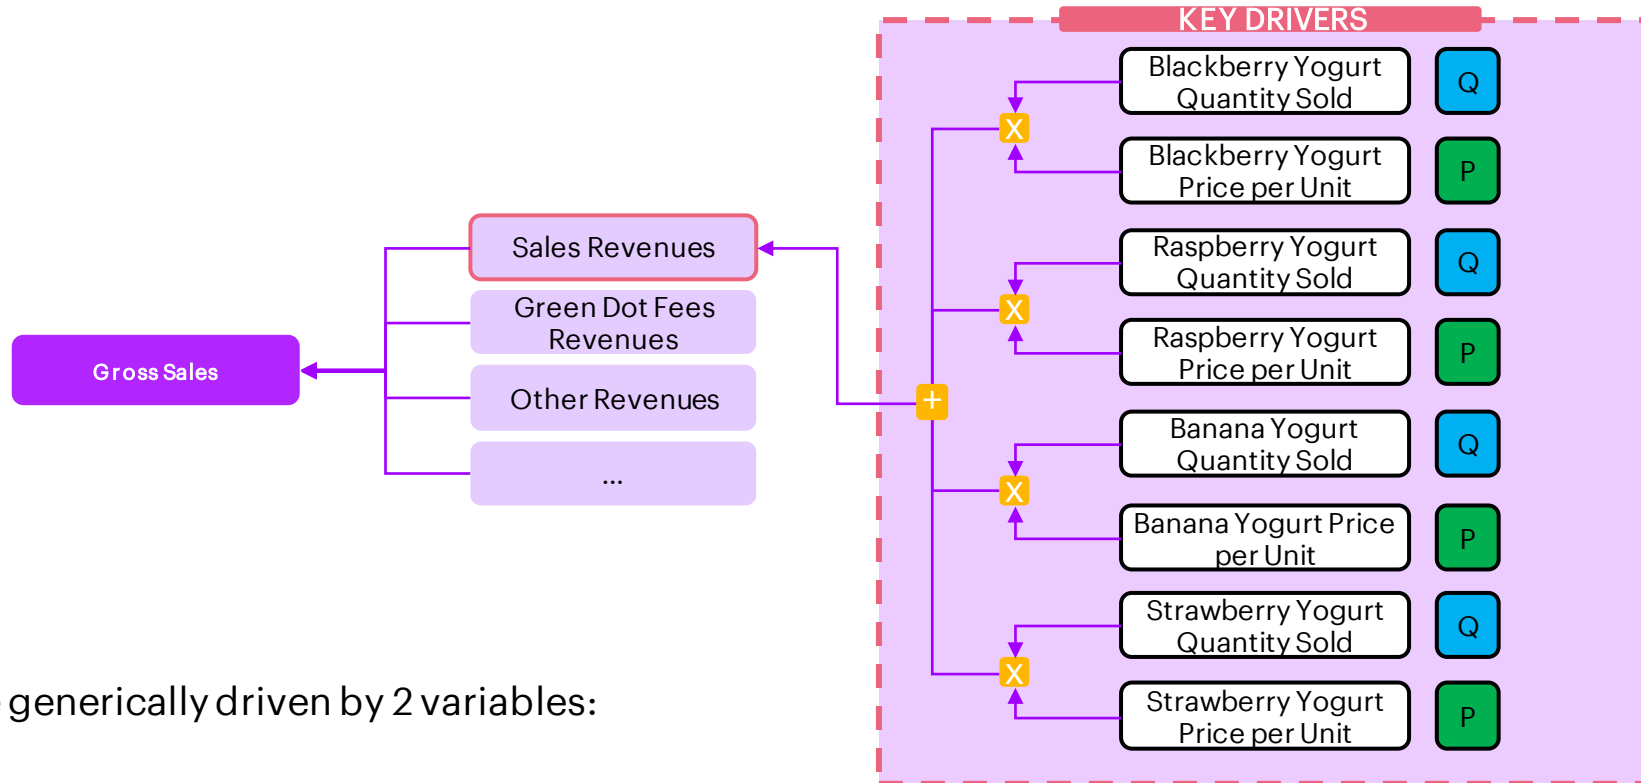 KEY DRIVERS
Blackberry Yogurt
Quantity Sold
Q
X
Blackberry Yogurt
Price per Unit
P
Sales Revenues
Raspberry Yogurt
Quantity Sold
Q
X
Green Dot Fees
Revenues
Raspberry Yogurt
Price per Unit
P
Gross Sales
Other Revenues
+
Banana Yogurt
Quantity Sold
Q
...
X
Banana Yogurt Price
per Unit
P
Strawberry Yogurt
Quantity Sold
Q
X
generically driven by 2 variables:
Strawberry Yogurt
Price per Unit
P